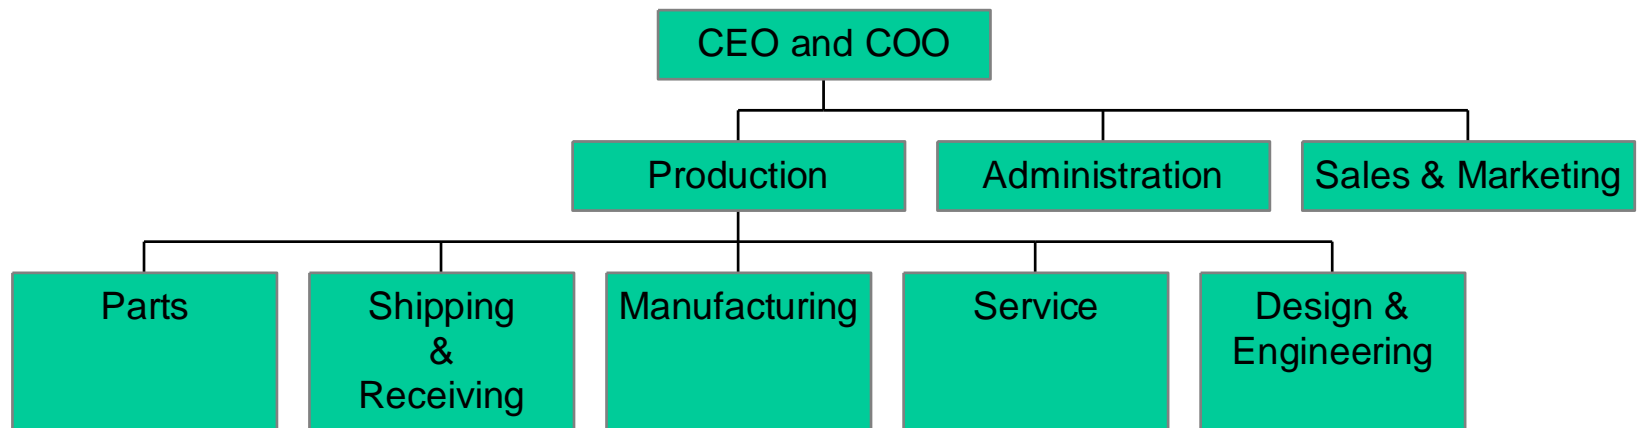 CEO and COO
Production
Administration
Sales & Marketing
Parts
Shipping
&
Receiving
Manufacturing
Service
Design &
Engineering